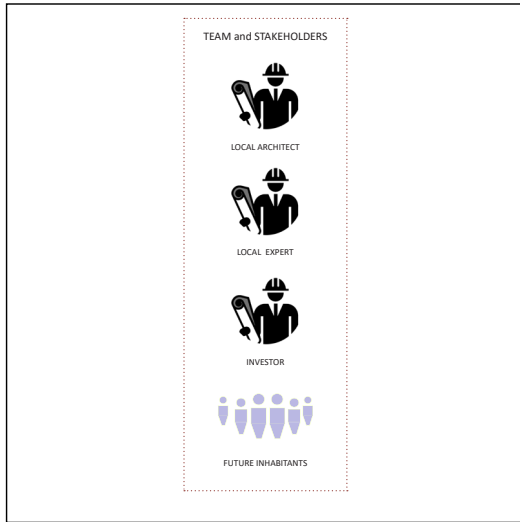 TEAM and STAKEHOLDERS
LOCAL ARCHITECT
LOCAL EXPERT
INVESTOR
FUTURE INHABITANTS